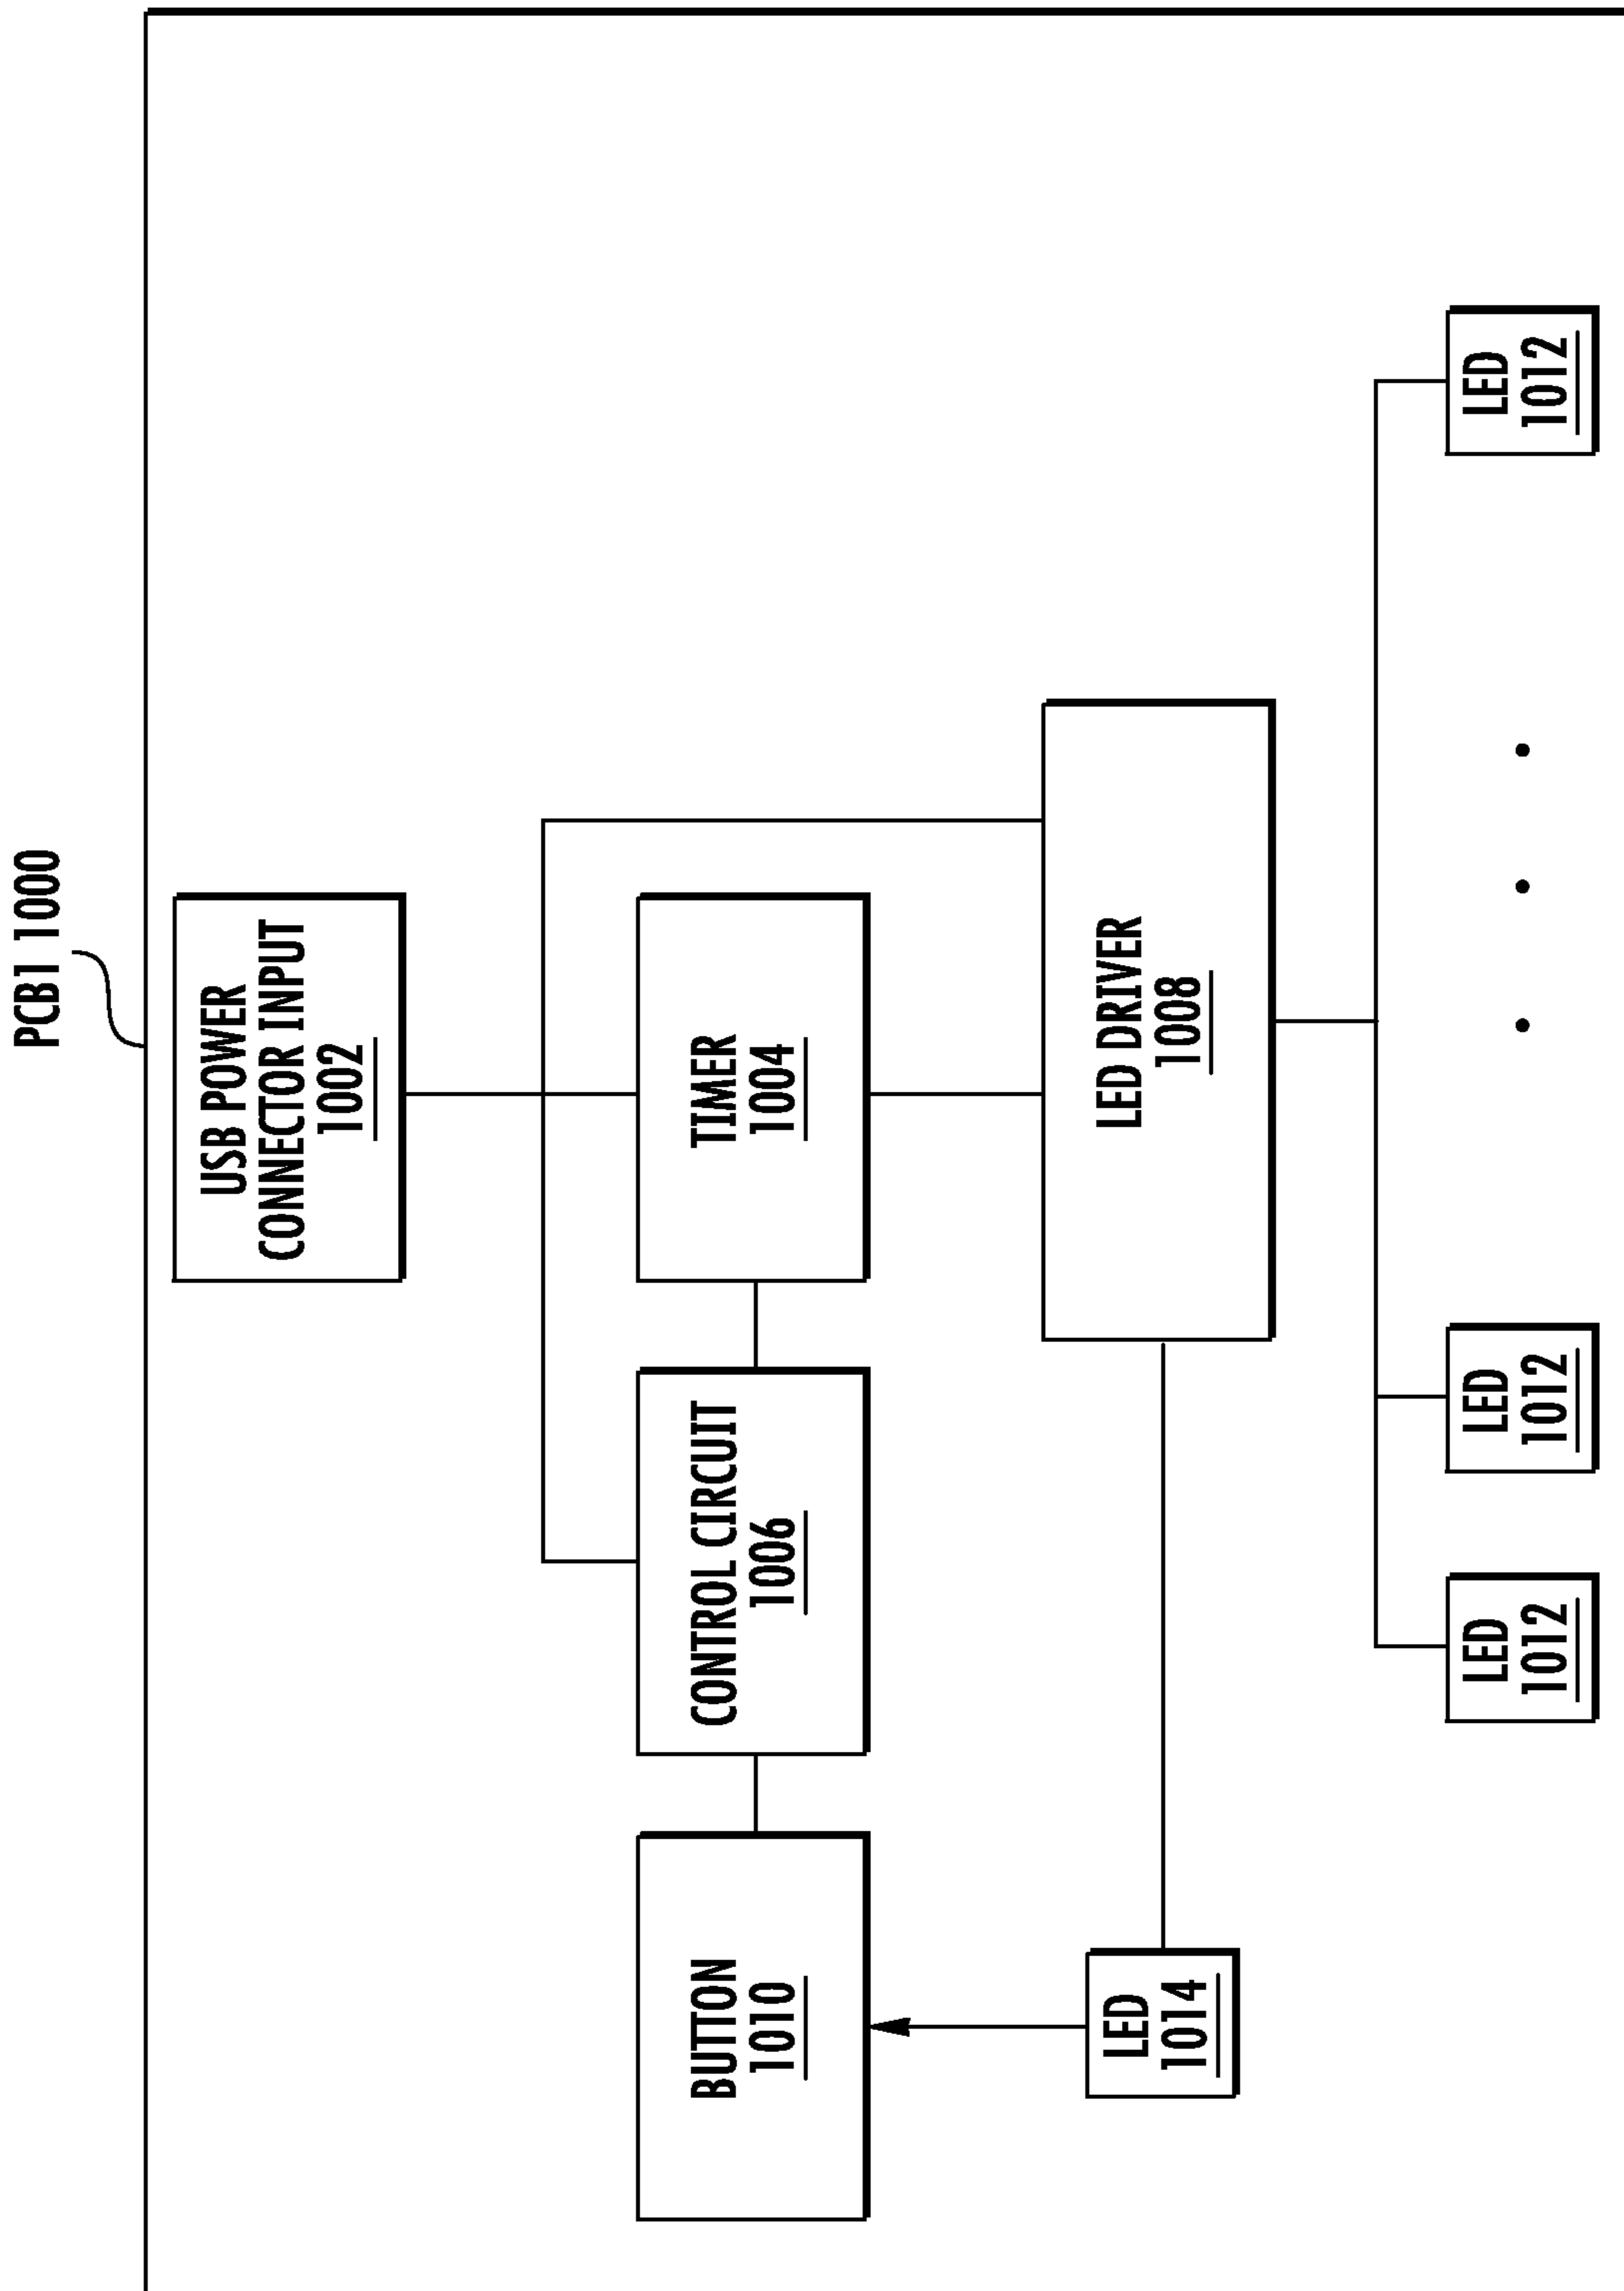 PCB1 1000
USB POWER
CONNECTOR INPUT
1002
BUTTON
1010
CONTROL CIRCUIT
1006
TIMER
1004
LED
1014
LED DRIVER
1008
LED
1012
LED
1012
LED
1012